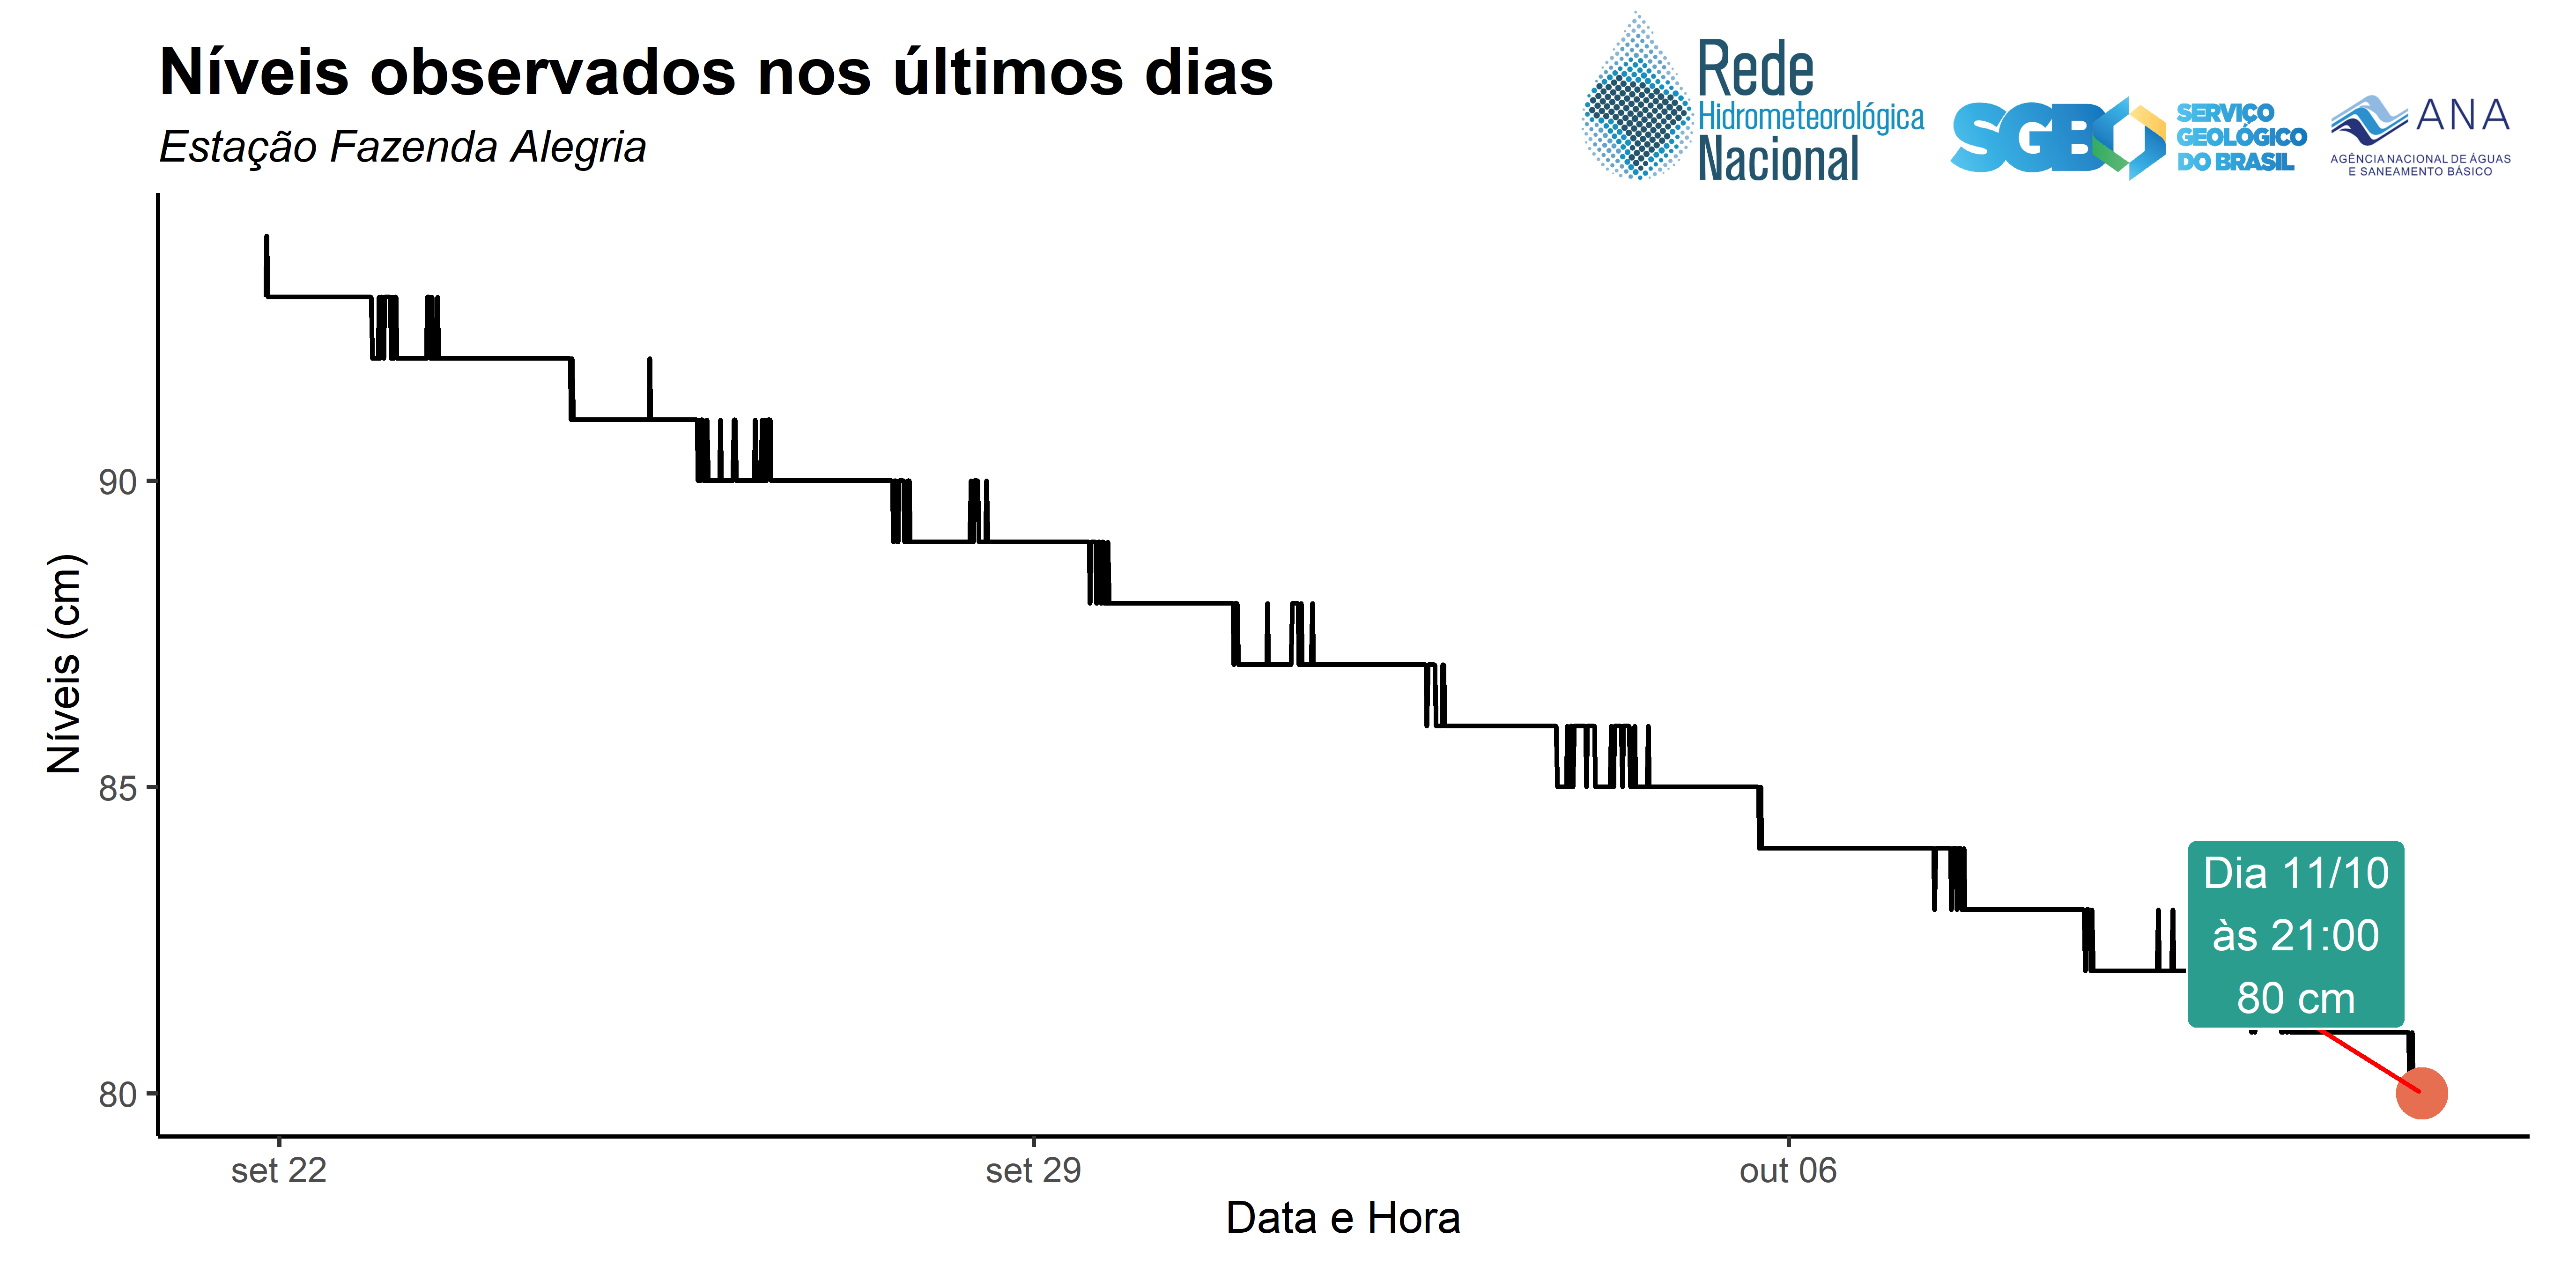 Níveis observados nos últimos dias
Estação Fazenda Alegria
Rede
Hidrometeorológica
Nacional
SGB
SERVIÇO
GEOLÓGICO
DO BRASIL
ANA
AGÊNCIA NACIONAL DE ÁGUAS
E SANEAMENTO BÁSICO
Níveis (cm)
90
85
80
Dia 11/10
às 21:00
80 cm
set 22
set 29
out 06
Data e Hora